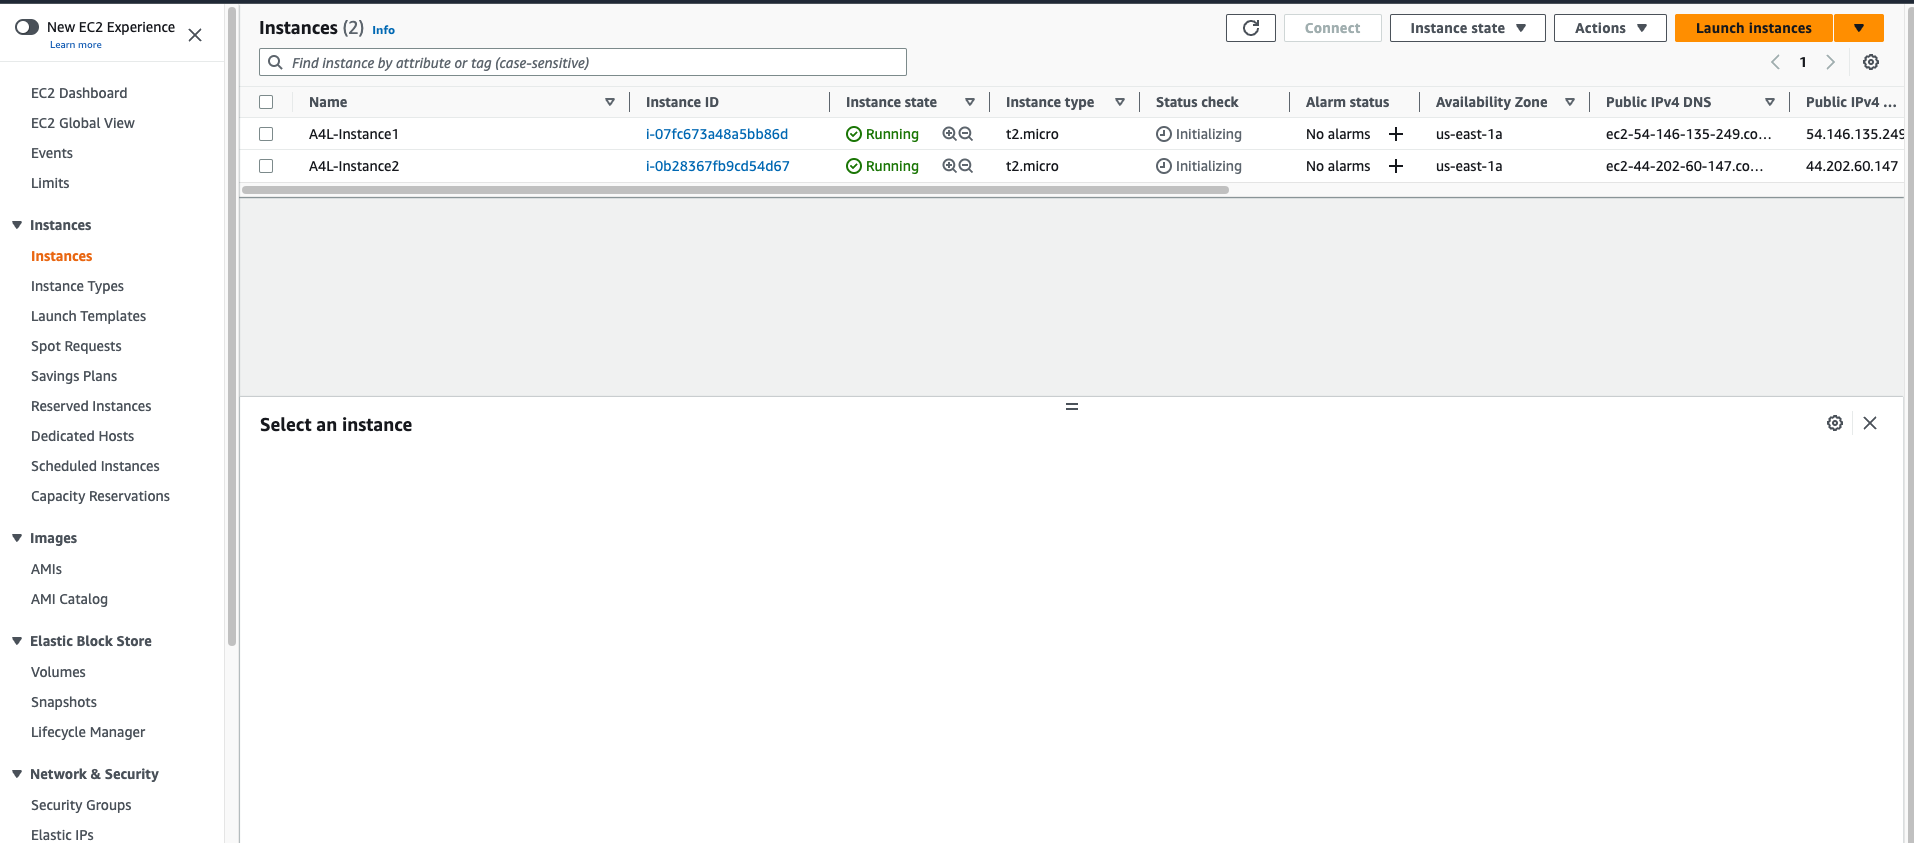 New EC2 Experience
Learn more
EC2 Dashboard
EC2 Global View
Events
Limits
Instances
Instances
Instance Types
Launch Templates
Spot Requests
Savings Plans
Reserved Instances
Dedicated Hosts
Scheduled Instances
Capacity Reservations
Images
AMIs
AMI Catalog
Elastic Block Store
Volumes
Snapshots
Lifecycle Manager
Network & Security
Security Groups
Elastic IPs
Instances (2) Info
Connect Instance state Actions Launch instances
Find instance by attribute or tag (case-sensitive)
1
Name Instance ID Instance state Instance type Status check Alarm status Availability Zone Public IPv4 DNS Public IPv4 ...
A4L-Instance1 i-07fc673a48a5bb86d Running t2.micro Initializing No alarms + us-east-1a ec2-54-146-135-249.co... 54.146.135.249
A4L-Instance2 i-0b28367fb9cd54d67 Running t2.micro Initializing No alarms + us-east-1a ec2-44-202-60-147.co... 44.202.60.147
Select an instance